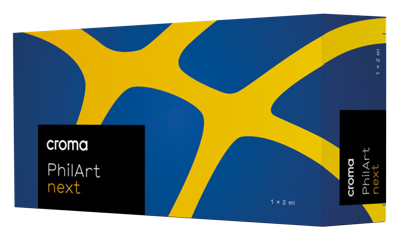 croma
PhilArt
next
1 × 2 ml
1 × 2 ml
croma
PhilArt
next